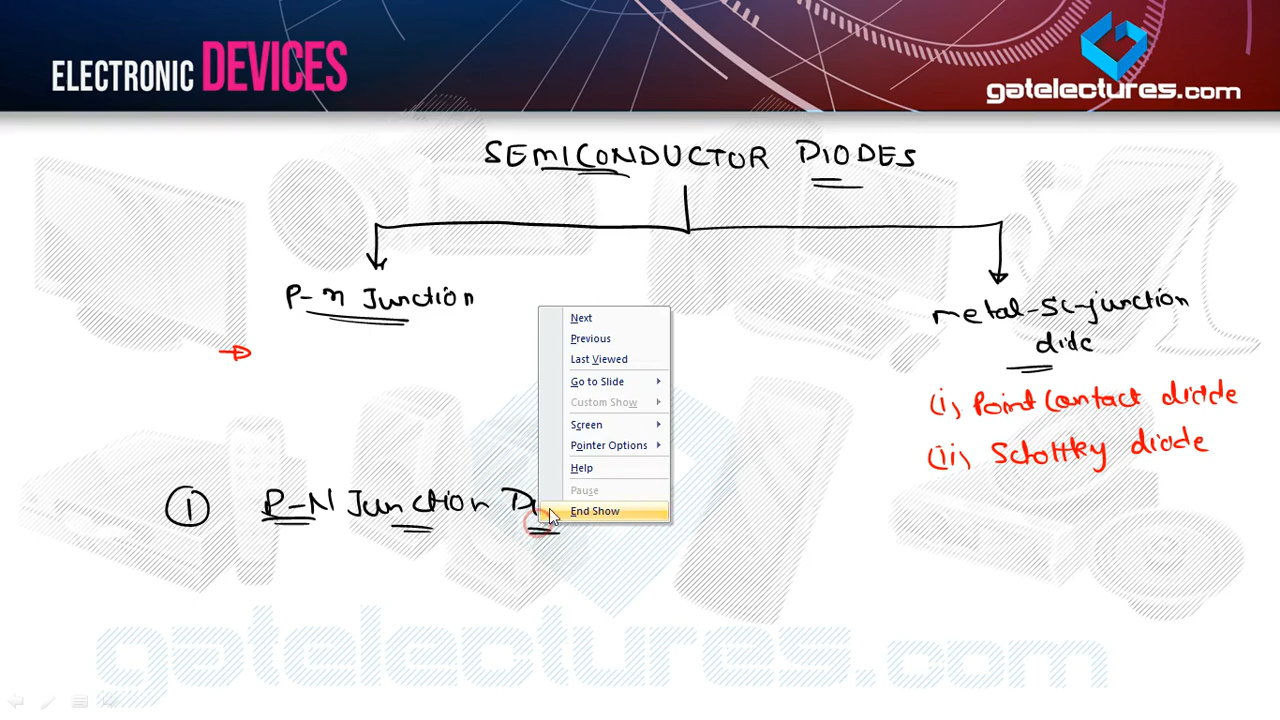 ELECTRONIC DEVICES
gatelectures.com
SEMICONDUCTOR DIODES
P-n Junction
metal-Sc-junction
didc
(i) Point Contact diode
(ii) Schottky diode
Next
Previous
Last Viewed
Go to Slide
Custom Show
Screen
Pointer Options
Help
Pause
End Show
① P-N Junction
gatelectures.com